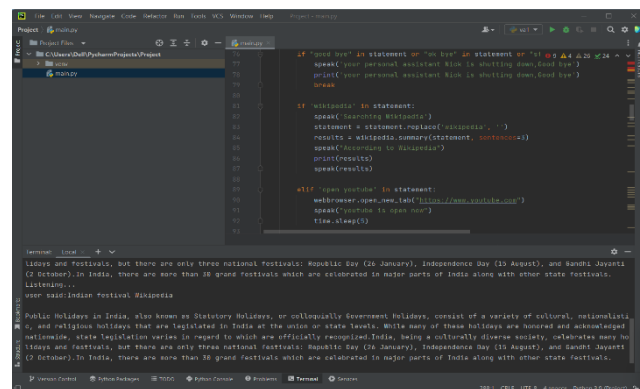 File Edit View Navigate Code Refactor Run Tools VCS Window Help Project - main.py
Project main.py
Project Files main.py
C:\Users\Dell\PycharmProjects\Project
venv
main.py
if "good bye" in statement or "ok bye" in statement or "st
speak('your personal assistant Nick is shutting down,Good bye')
print('your personal assistant Nick is shutting down,Good bye')
break
if 'wikipedia' in statement:
speak('Searching Wikipedia')
statement = statement.replace('wikipedia', '')
results = wikipedia.summary(statement, sentences=3)
speak("According to Wikipedia")
print(results)
speak(results)
elif 'open youtube' in statement:
webbrowser.open_new_tab("https://www.youtube.com")
speak("youtube is open now")
time.sleep(5)
Terminal: Local
lidays and festivals, but there are only three national festivals: Republic Day (26 January), Independence Day (15 August), and Gandhi Jayanti
(2 October).In India, there are more than 30 grand festivals which are celebrated in major parts of India along with other state festivals.
Listening...
user said:Indian festival Wikipedia
Public Holidays in India, also known as Statutory Holidays, or colloquially Government Holidays, consist of a variety of cultural, nationalisti
c, and religious holidays that are legislated in India at the union or state levels. While many of these holidays are honored and acknowledged
nationwide, state legislation varies in regard to which are officially recognized.India, being a culturally diverse society, celebrates many ho
lidays and festivals, but there are only three national festivals: Republic Day (26 January), Independence Day (15 August), and Gandhi Jayanti
(2 October).In India, there are more than 30 grand festivals which are celebrated in major parts of India along with other state festivals.
Version Control Python Packages TODO Python Console Problems Terminal Services